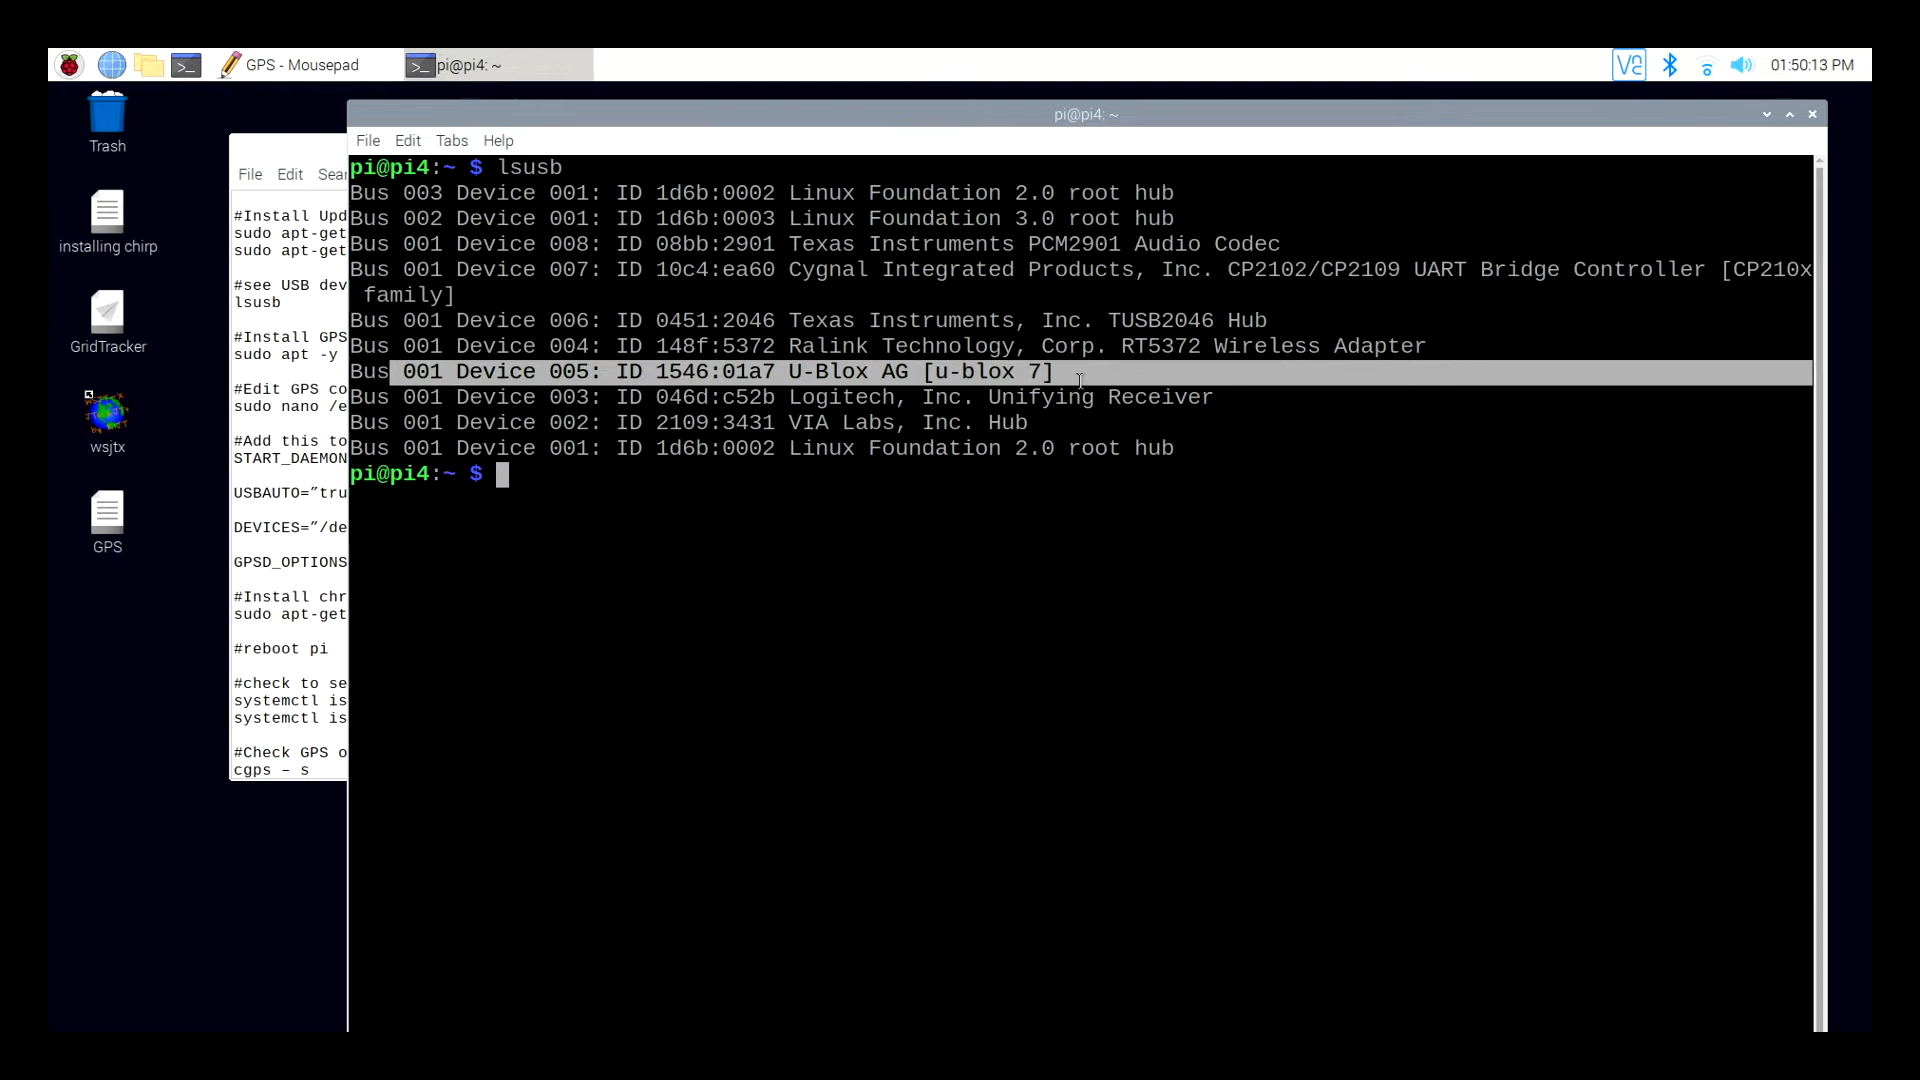 GPS - Mousepad
pi@pi4: ~
01:50:13 PM
Trash
installing chirp
GridTracker
wsjtx
GPS
File Edit Sea
#Install Upd
sudo apt-get
sudo apt-get
#see USB dev
lsusb
#Install GPS
sudo apt -y
#Edit GPS co
sudo nano /e
#Add this to
START_DAEMON
USBAUTO=”tru
DEVICES=”/de
GPSD_OPTIONS
#Install chr
sudo apt-get
#reboot pi
#check to se
systemctl is
systemctl is
#Check GPS o
cgps – s
pi@pi4: ~
File Edit Tabs Help
pi@pi4:~ $ lsusb
Bus 003 Device 001: ID 1d6b:0002 Linux Foundation 2.0 root hub
Bus 002 Device 001: ID 1d6b:0003 Linux Foundation 3.0 root hub
Bus 001 Device 008: ID 08bb:2901 Texas Instruments PCM2901 Audio Codec
Bus 001 Device 007: ID 10c4:ea60 Cygnal Integrated Products, Inc. CP2102/CP2109 UART Bridge Controller [CP210x
family]
Bus 001 Device 006: ID 0451:2046 Texas Instruments, Inc. TUSB2046 Hub
Bus 001 Device 004: ID 148f:5372 Ralink Technology, Corp. RT5372 Wireless Adapter
Bus 001 Device 005: ID 1546:01a7 U-Blox AG [u-blox 7]
Bus 001 Device 003: ID 046d:c52b Logitech, Inc. Unifying Receiver
Bus 001 Device 002: ID 2109:3431 VIA Labs, Inc. Hub
Bus 001 Device 001: ID 1d6b:0002 Linux Foundation 2.0 root hub
pi@pi4:~ $